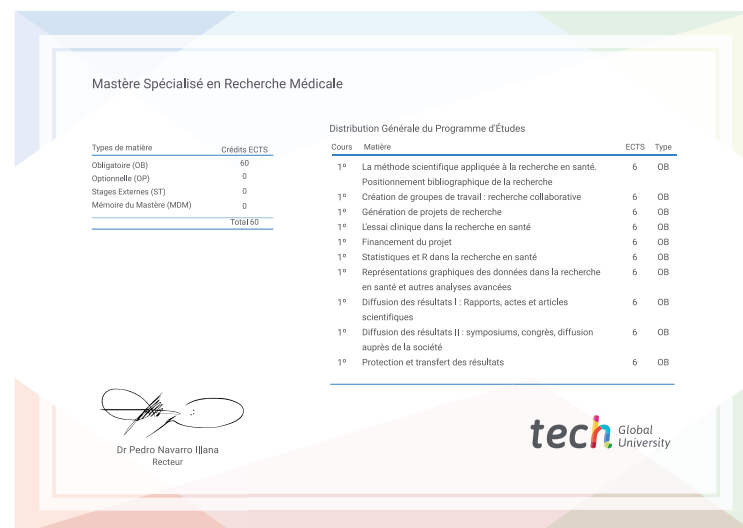 Mastère Spécialisé en Recherche Médicale
Types de matière Crédits ECTS
Obligatoire (OB) 60
Optionnelle (OP) 0
Stages Externes (ST) 0
Mémoire du Mastère (MDM) 0
Total 60
Distribution Générale du Programme d'Études
Cours Matière ECTS Type
1º La méthode scientifique appliquée à la recherche en santé. 6 OB
Positionnement bibliographique de la recherche
1º Création de groupes de travail : recherche collaborative 6 OB
1º Génération de projets de recherche 6 OB
1º L'essai clinique dans la recherche en santé 6 OB
1º Financement du projet 6 OB
1º Statistiques et R dans la recherche en santé 6 OB
1º Représentations graphiques des données dans la recherche 6 OB
en santé et autres analyses avancées
1º Diffusion des résultats I : Rapports, actes et articles 6 OB
scientifiques
1º Diffusion des résultats II : symposiums, congrès, diffusion 6 OB
auprès de la société
1º Protection et transfert des résultats 6 OB
Dr Pedro Navarro Illana
Recteur
tech Global
University